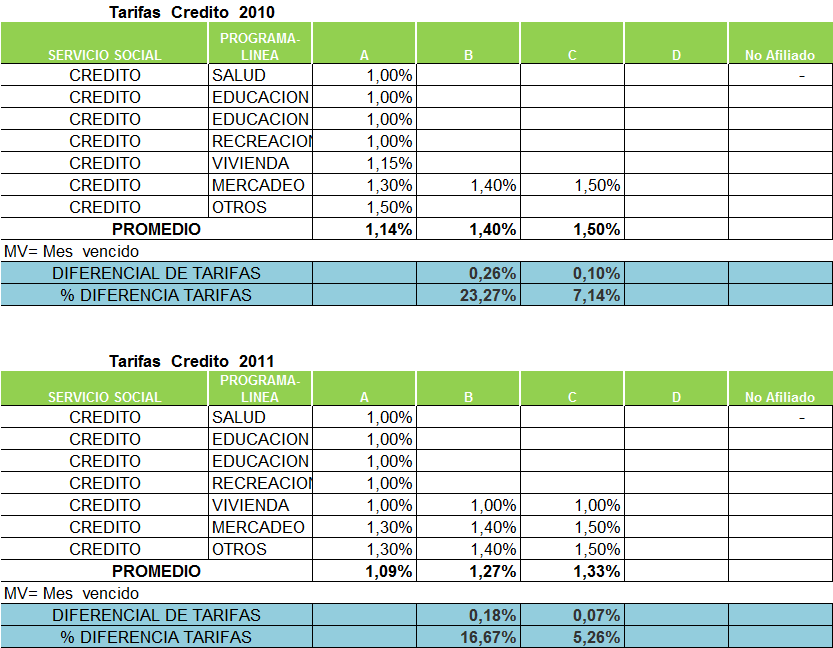 Tarifas Credito 2010
SERVICIO SOCIAL PROGRAMA-LINEA A B C D No Afiliado
CREDITO SALUD 1,00% -
CREDITO EDUCACION 1,00%
CREDITO EDUCACION 1,00%
CREDITO RECREACION 1,00%
CREDITO VIVIENDA 1,15%
CREDITO MERCADEO 1,30% 1,40% 1,50%
CREDITO OTROS 1,50%
PROMEDIO 1,14% 1,40% 1,50%
MV= Mes vencido
DIFERENCIAL DE TARIFAS 0,26% 0,10%
% DIFERENCIA TARIFAS 23,27% 7,14%
Tarifas Credito 2011
SERVICIO SOCIAL PROGRAMA-LINEA A B C D No Afiliado
CREDITO SALUD 1,00% -
CREDITO EDUCACION 1,00%
CREDITO EDUCACION 1,00%
CREDITO RECREACION 1,00%
CREDITO VIVIENDA 1,00% 1,00% 1,00%
CREDITO MERCADEO 1,30% 1,40% 1,50%
CREDITO OTROS 1,30% 1,40% 1,50%
PROMEDIO 1,09% 1,27% 1,33%
MV= Mes vencido
DIFERENCIAL DE TARIFAS 0,18% 0,07%
% DIFERENCIA TARIFAS 16,67% 5,26%